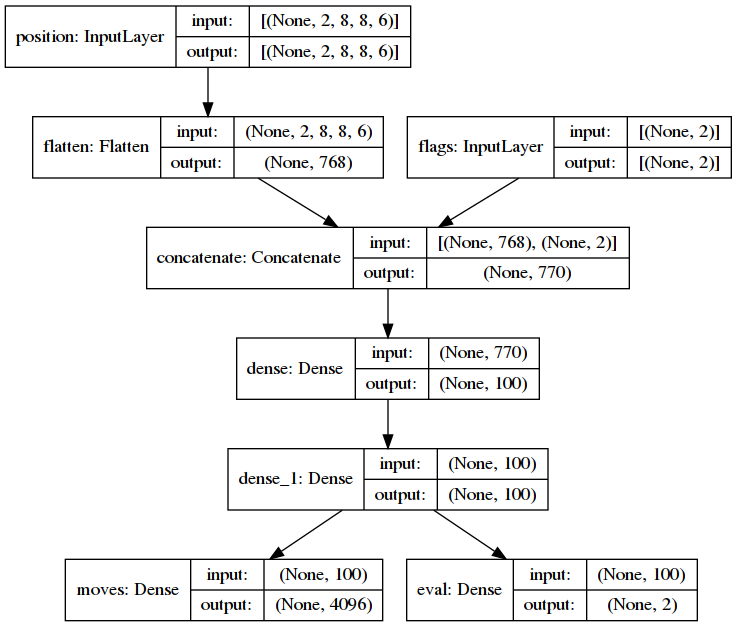 position: InputLayer
input: [(None, 2, 8, 8, 6)]
output: [(None, 2, 8, 8, 6)]
flatten: Flatten
input: (None, 2, 8, 8, 6)
output: (None, 768)
flags: InputLayer
input: [(None, 2)]
output: [(None, 2)]
concatenate: Concatenate
input: [(None, 768), (None, 2)]
output: (None, 770)
dense: Dense
input: (None, 770)
output: (None, 100)
dense_1: Dense
input: (None, 100)
output: (None, 100)
moves: Dense
input: (None, 100)
output: (None, 4096)
eval: Dense
input: (None, 100)
output: (None, 2)